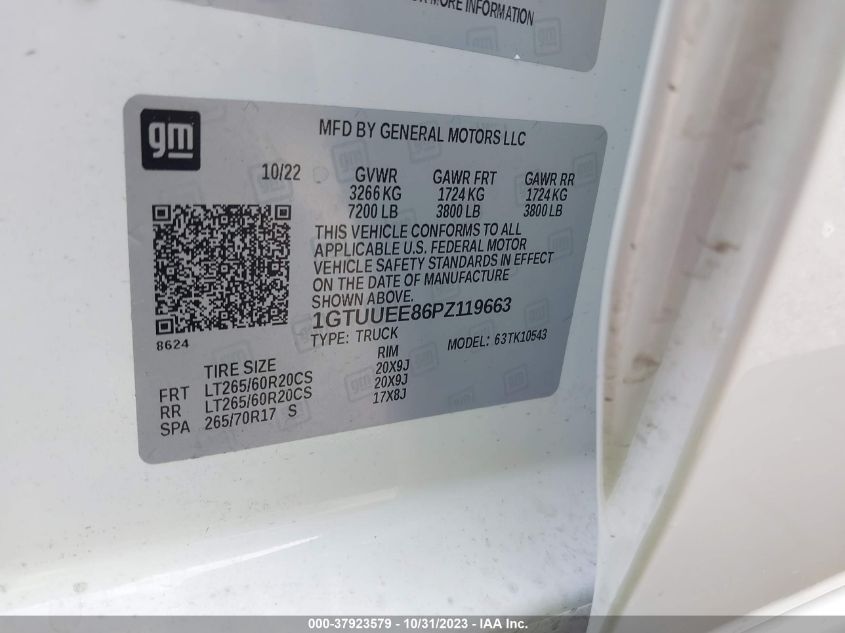 OR MORE INFORMATION
gm
gm
MFD BY GENERAL MOTORS LLC
10/22 GVWR GAWR FRT GAWR RR
3266 KG 1724 KG 1724 KG
7200 LB 3800 LB 3800 LB
THIS VEHICLE CONFORMS TO ALL
APPLICABLE U.S. FEDERAL MOTOR
VEHICLE SAFETY STANDARDS IN EFFECT
ON THE DATE OF MANUFACTURE
SHOWN ABOVE.
1GTUUEE86PZ119663
8624
TYPE: TRUCK MODEL: 63TK10543
TIRE SIZE RIM
FRT LT265/60R20CS 20X9J
RR LT265/60R20CS 20X9J
SPA 265/70R17 S 17X8J
000-37923579 - 10/31/2023 - IAA Inc.